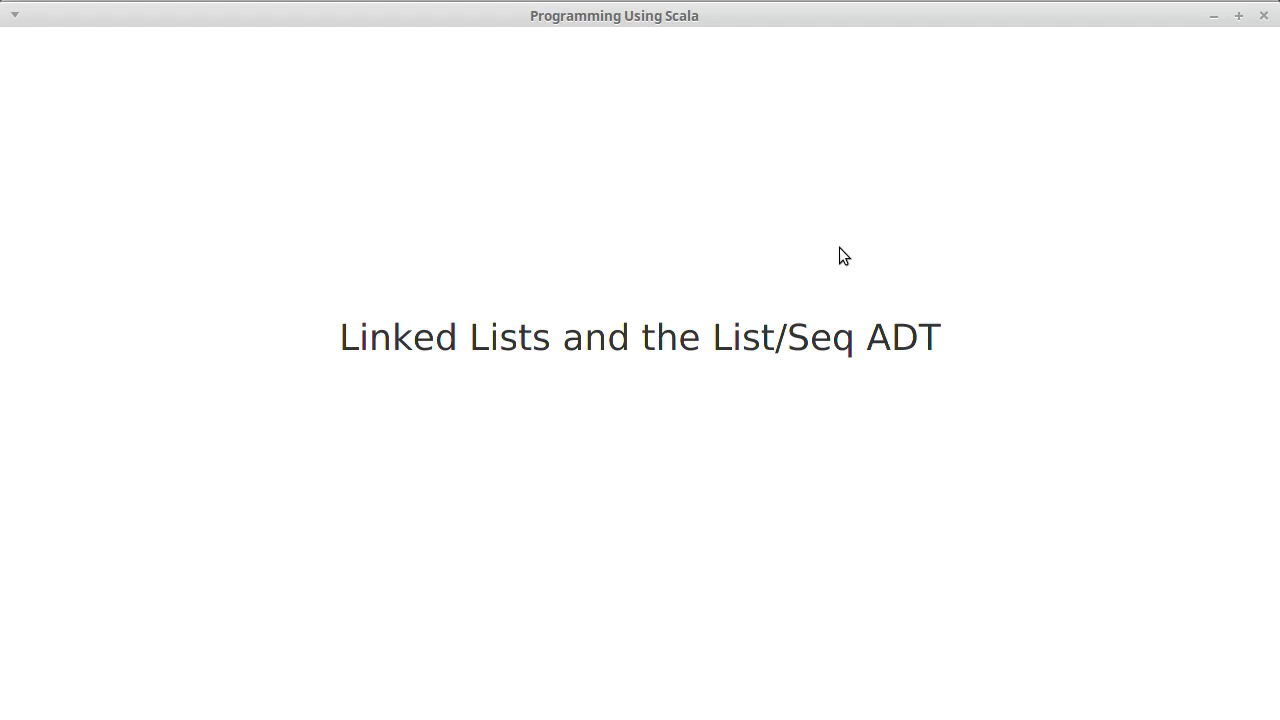 Programming Using Scala
Linked Lists and the List/Seq ADT